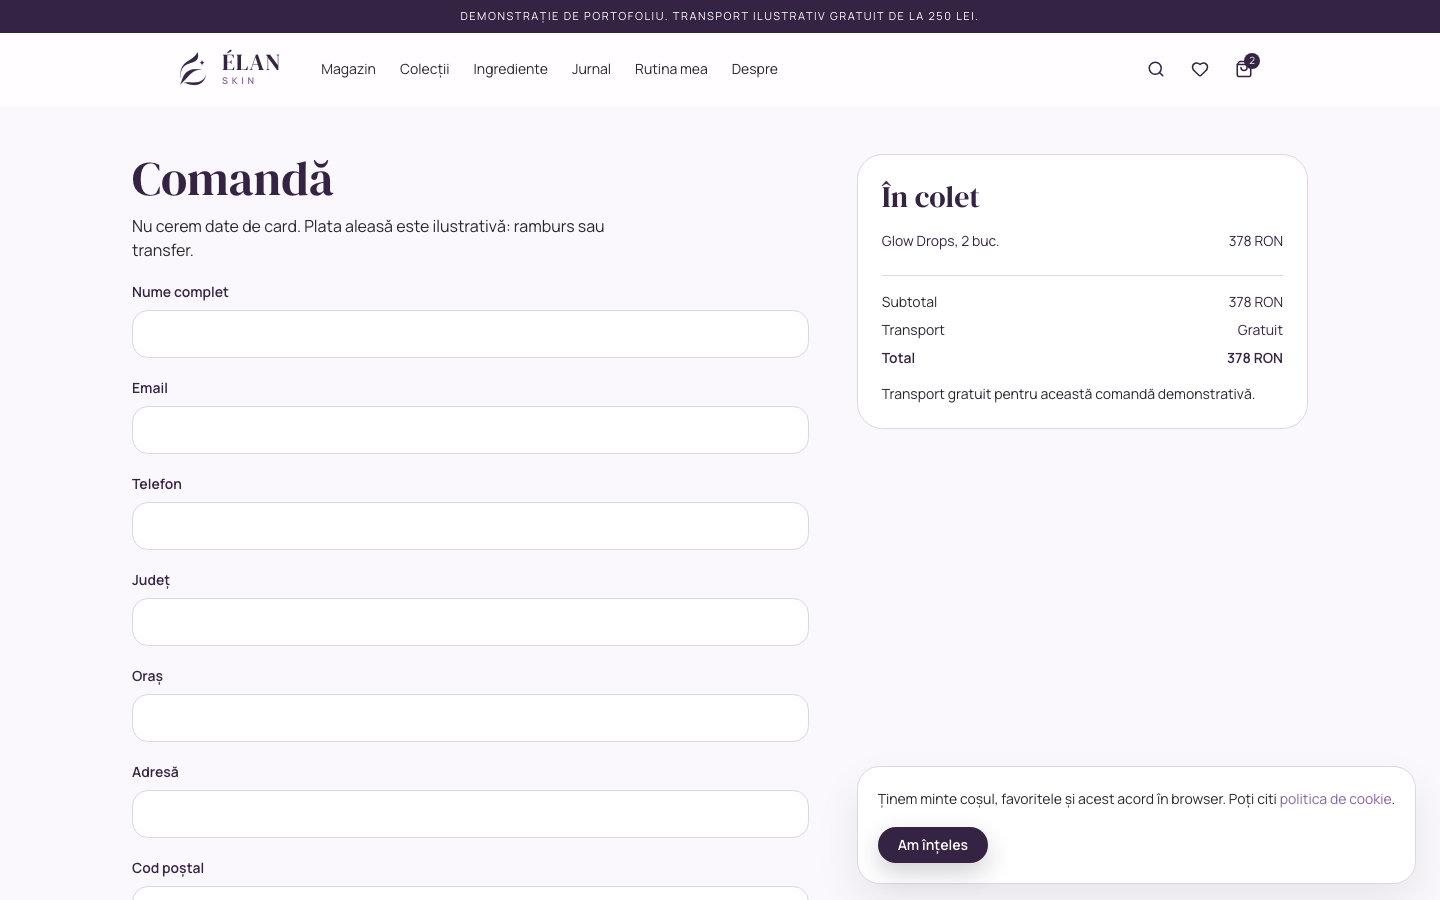 DEMONSTRAȚIE DE PORTOFOLIU. TRANSPORT ILUSTRATIV GRATUIT DE LA 250 LEI.
ÉLAN
SKIN
Magazin Colecții Ingrediente Jurnal Rutina mea Despre
2
Comandă
Nu cerem date de card. Plata aleasă este ilustrativă: ramburs sau
transfer.
Nume complet
Email
Telefon
Județ
Oraș
Adresă
Cod poștal
În colet
Glow Drops, 2 buc. 378 RON
Subtotal 378 RON
Transport Gratuit
Total 378 RON
Transport gratuit pentru această comandă demonstrativă.
Ținem minte coșul, favoritele și acest acord în browser. Poți citi politica de cookie.
Am înțeles